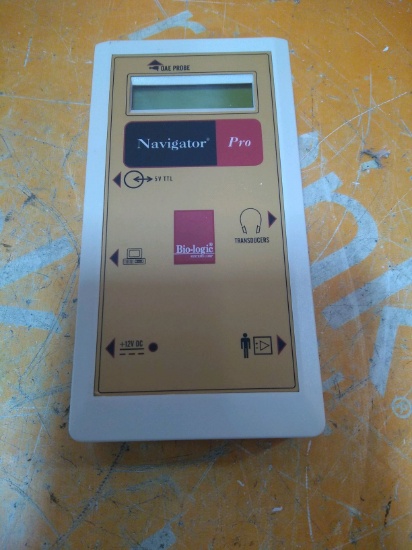 OAE PROBE
Navigator® Pro
5V TTL
TRANSDUCERS
Bio-logic®
+12V DC